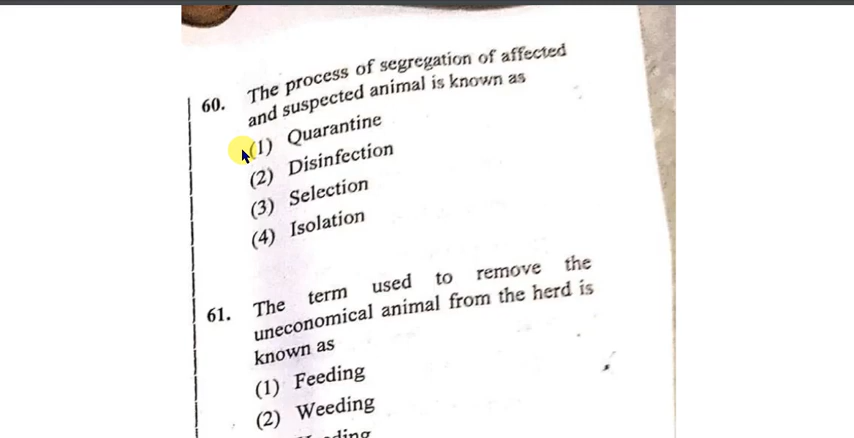 60. The process of segregation of affected
and suspected animal is known as
(1) Quarantine
(2) Disinfection
(3) Selection
(4) Isolation
61. The term used to remove the
uneconomical animal from the herd is
known as
(1) Feeding
(2) Weeding